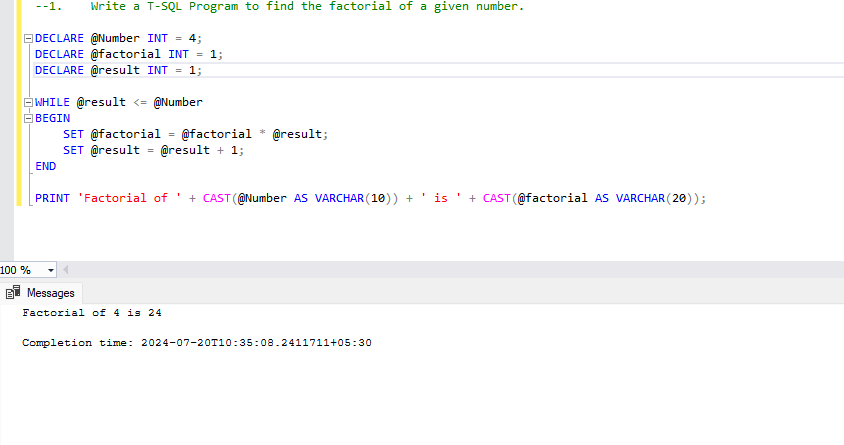 --1.    Write a T-SQL Program to find the factorial of a given number.
DECLARE @Number INT = 4;
DECLARE @factorial INT = 1;
DECLARE @result INT = 1;
WHILE @result <= @Number
BEGIN
    SET @factorial = @factorial * @result;
    SET @result = @result + 1;
END
PRINT 'Factorial of ' + CAST(@Number AS VARCHAR(10)) + ' is ' + CAST(@factorial AS VARCHAR(20));
100 %
Messages
Factorial of 4 is 24
Completion time: 2024-07-20T10:35:08.2411711+05:30